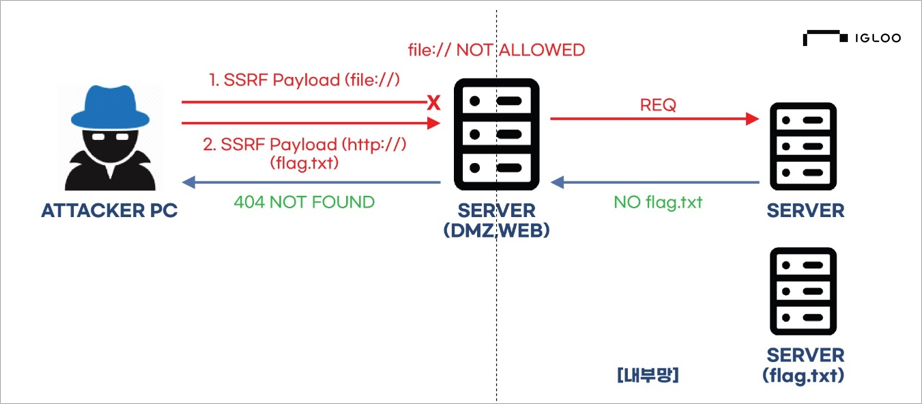 IGLOO
file:// NOT ALLOWED
1. SSRF Payload (file://)
X
REQ
2. SSRF Payload (http://)
(flag.txt)
404 NOT FOUND
NO flag.txt
ATTACKER PC
SERVER
(DMZ,WEB)
SERVER
SERVER
(flag.txt)
[내부망]